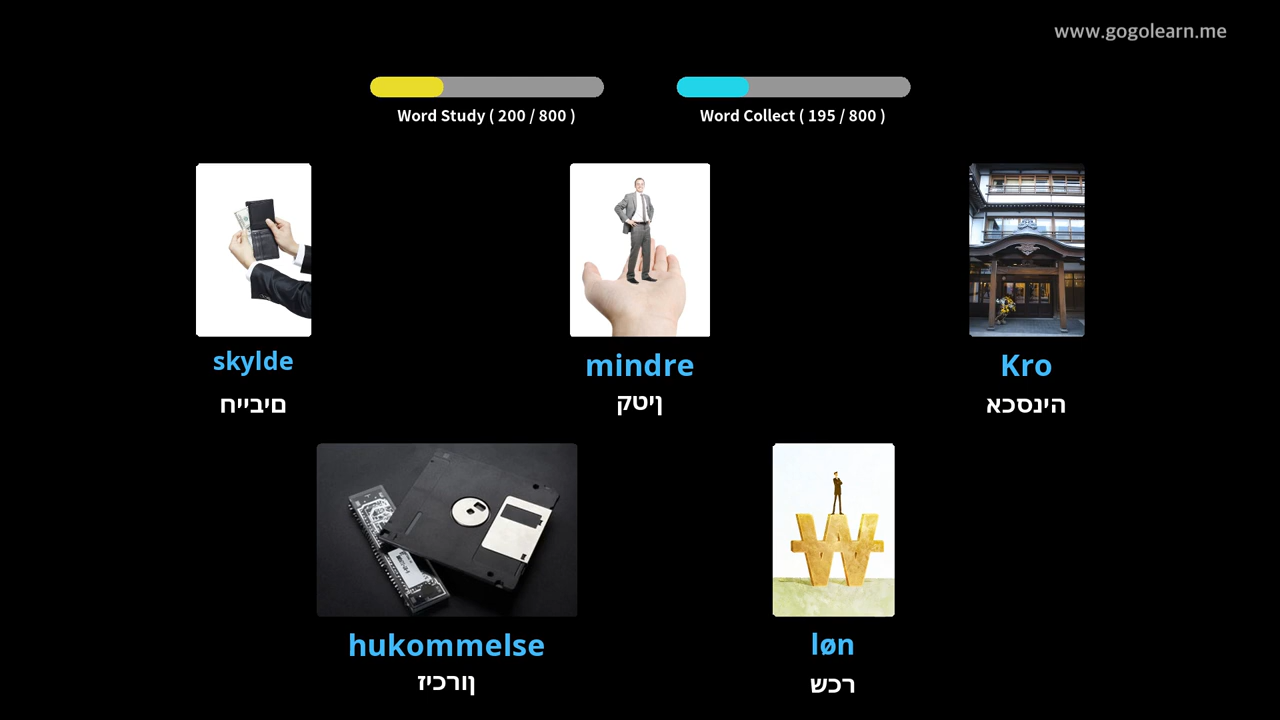 www.gogolearn.me
Word Study ( 200 / 800 )
Word Collect ( 195 / 800 )
skylde
חייבים
mindre
קטין
Kro
אכסניה
hukommelse
זיכרון
løn
שכר